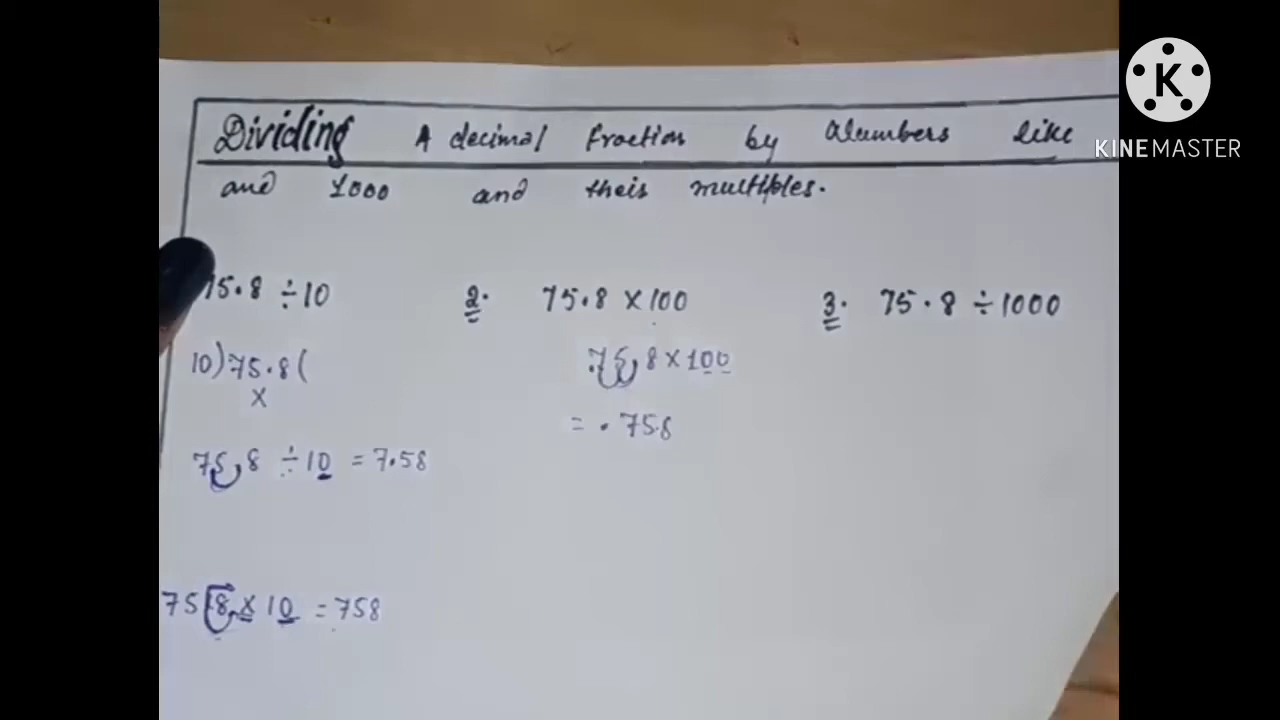 Dividing A decimal fraction by Numbers like
and 1000 and theis multiples.
75.8 ÷ 10
10)75.8(
x
75.8 ÷ 10 = 7.58
75.8 x 10 = 758
2. 75.8 x 100
.75.8 x 100
= .758
3. 75.8 ÷ 1000
K
KINEMASTER